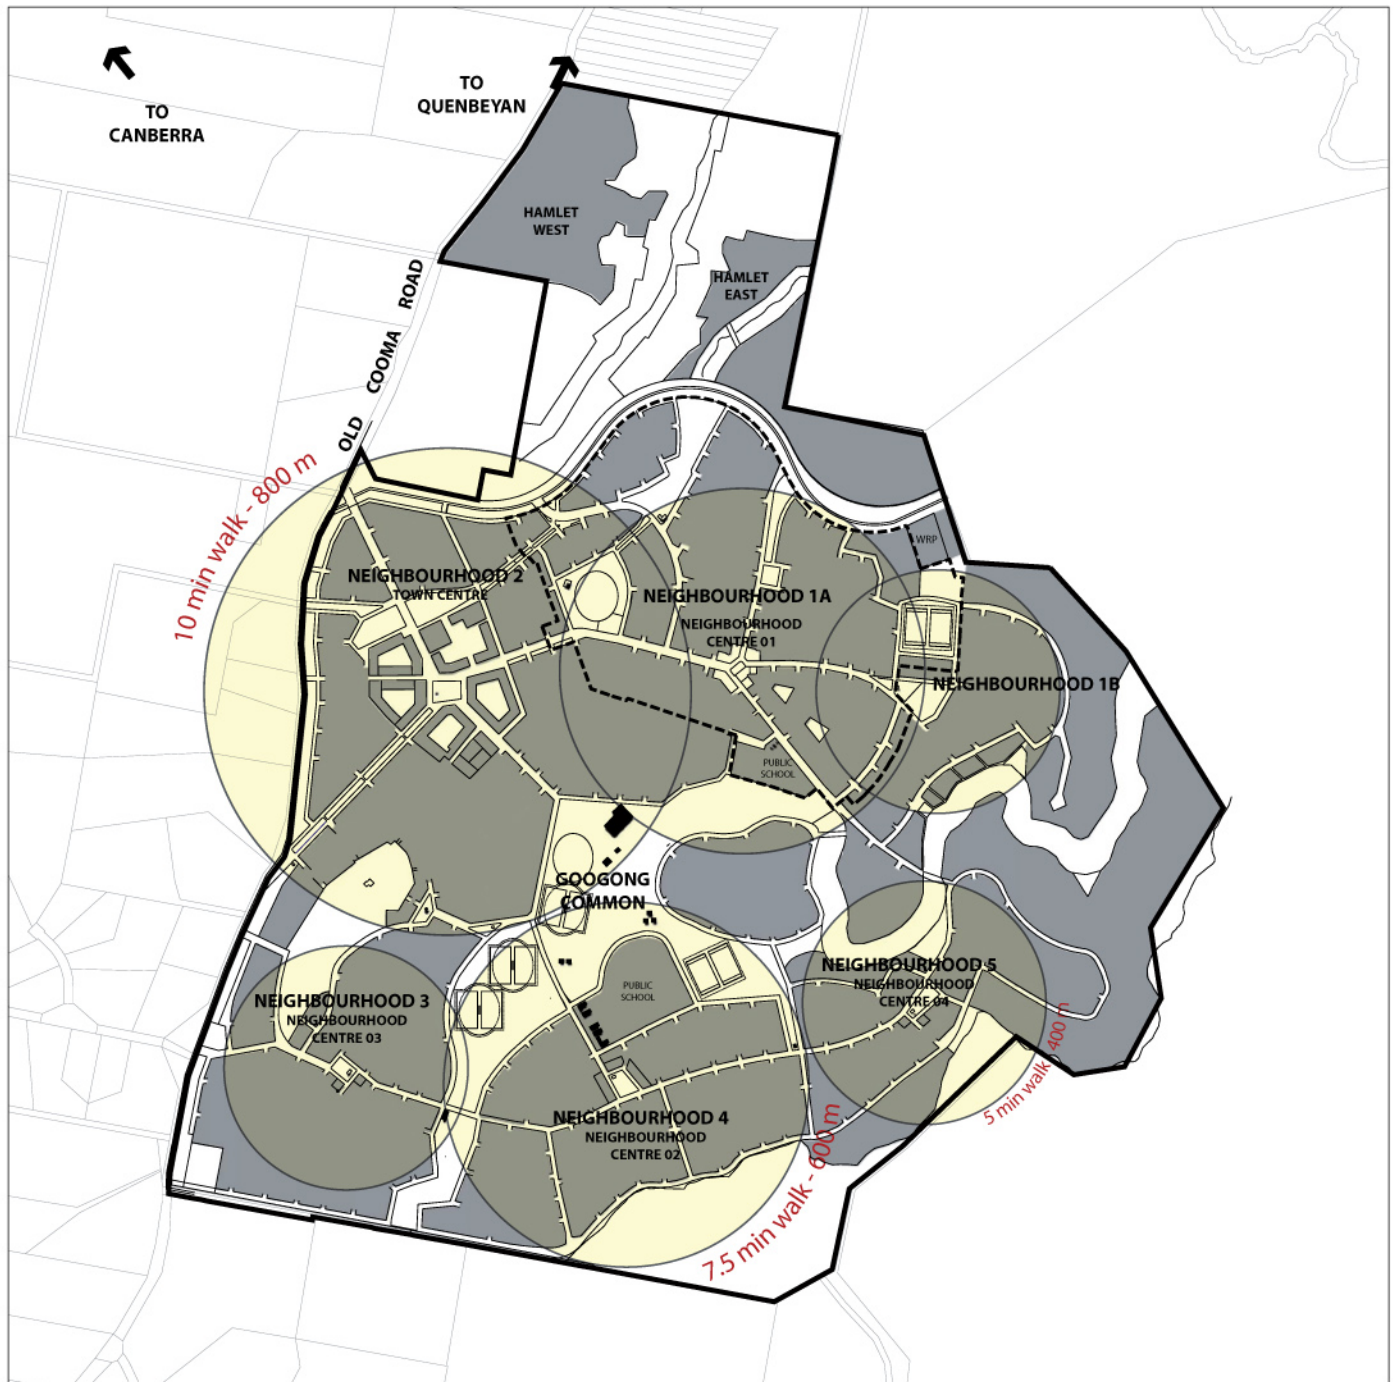 TO
CANBERRA
TO
QUENBEYAN
HAMLET
WEST
HAMLET
EAST
OLD COOMA ROAD
10 min walk - 800 m
WRP
NEIGHBOURHOOD 2
TOWN CENTRE
NEIGHBOURHOOD 1A
NEIGHBOURHOOD
CENTRE 01
NEIGHBOURHOOD 1B
PUBLIC
SCHOOL
GOOGONG
COMMON
NEIGHBOURHOOD 5
NEIGHBOURHOOD
CENTRE 04
PUBLIC
SCHOOL
NEIGHBOURHOOD 3
NEIGHBOURHOOD
CENTRE 03
5 min walk - 400 m
NEIGHBOURHOOD 4
NEIGHBOURHOOD
CENTRE 02
7.5 min walk - 600 m